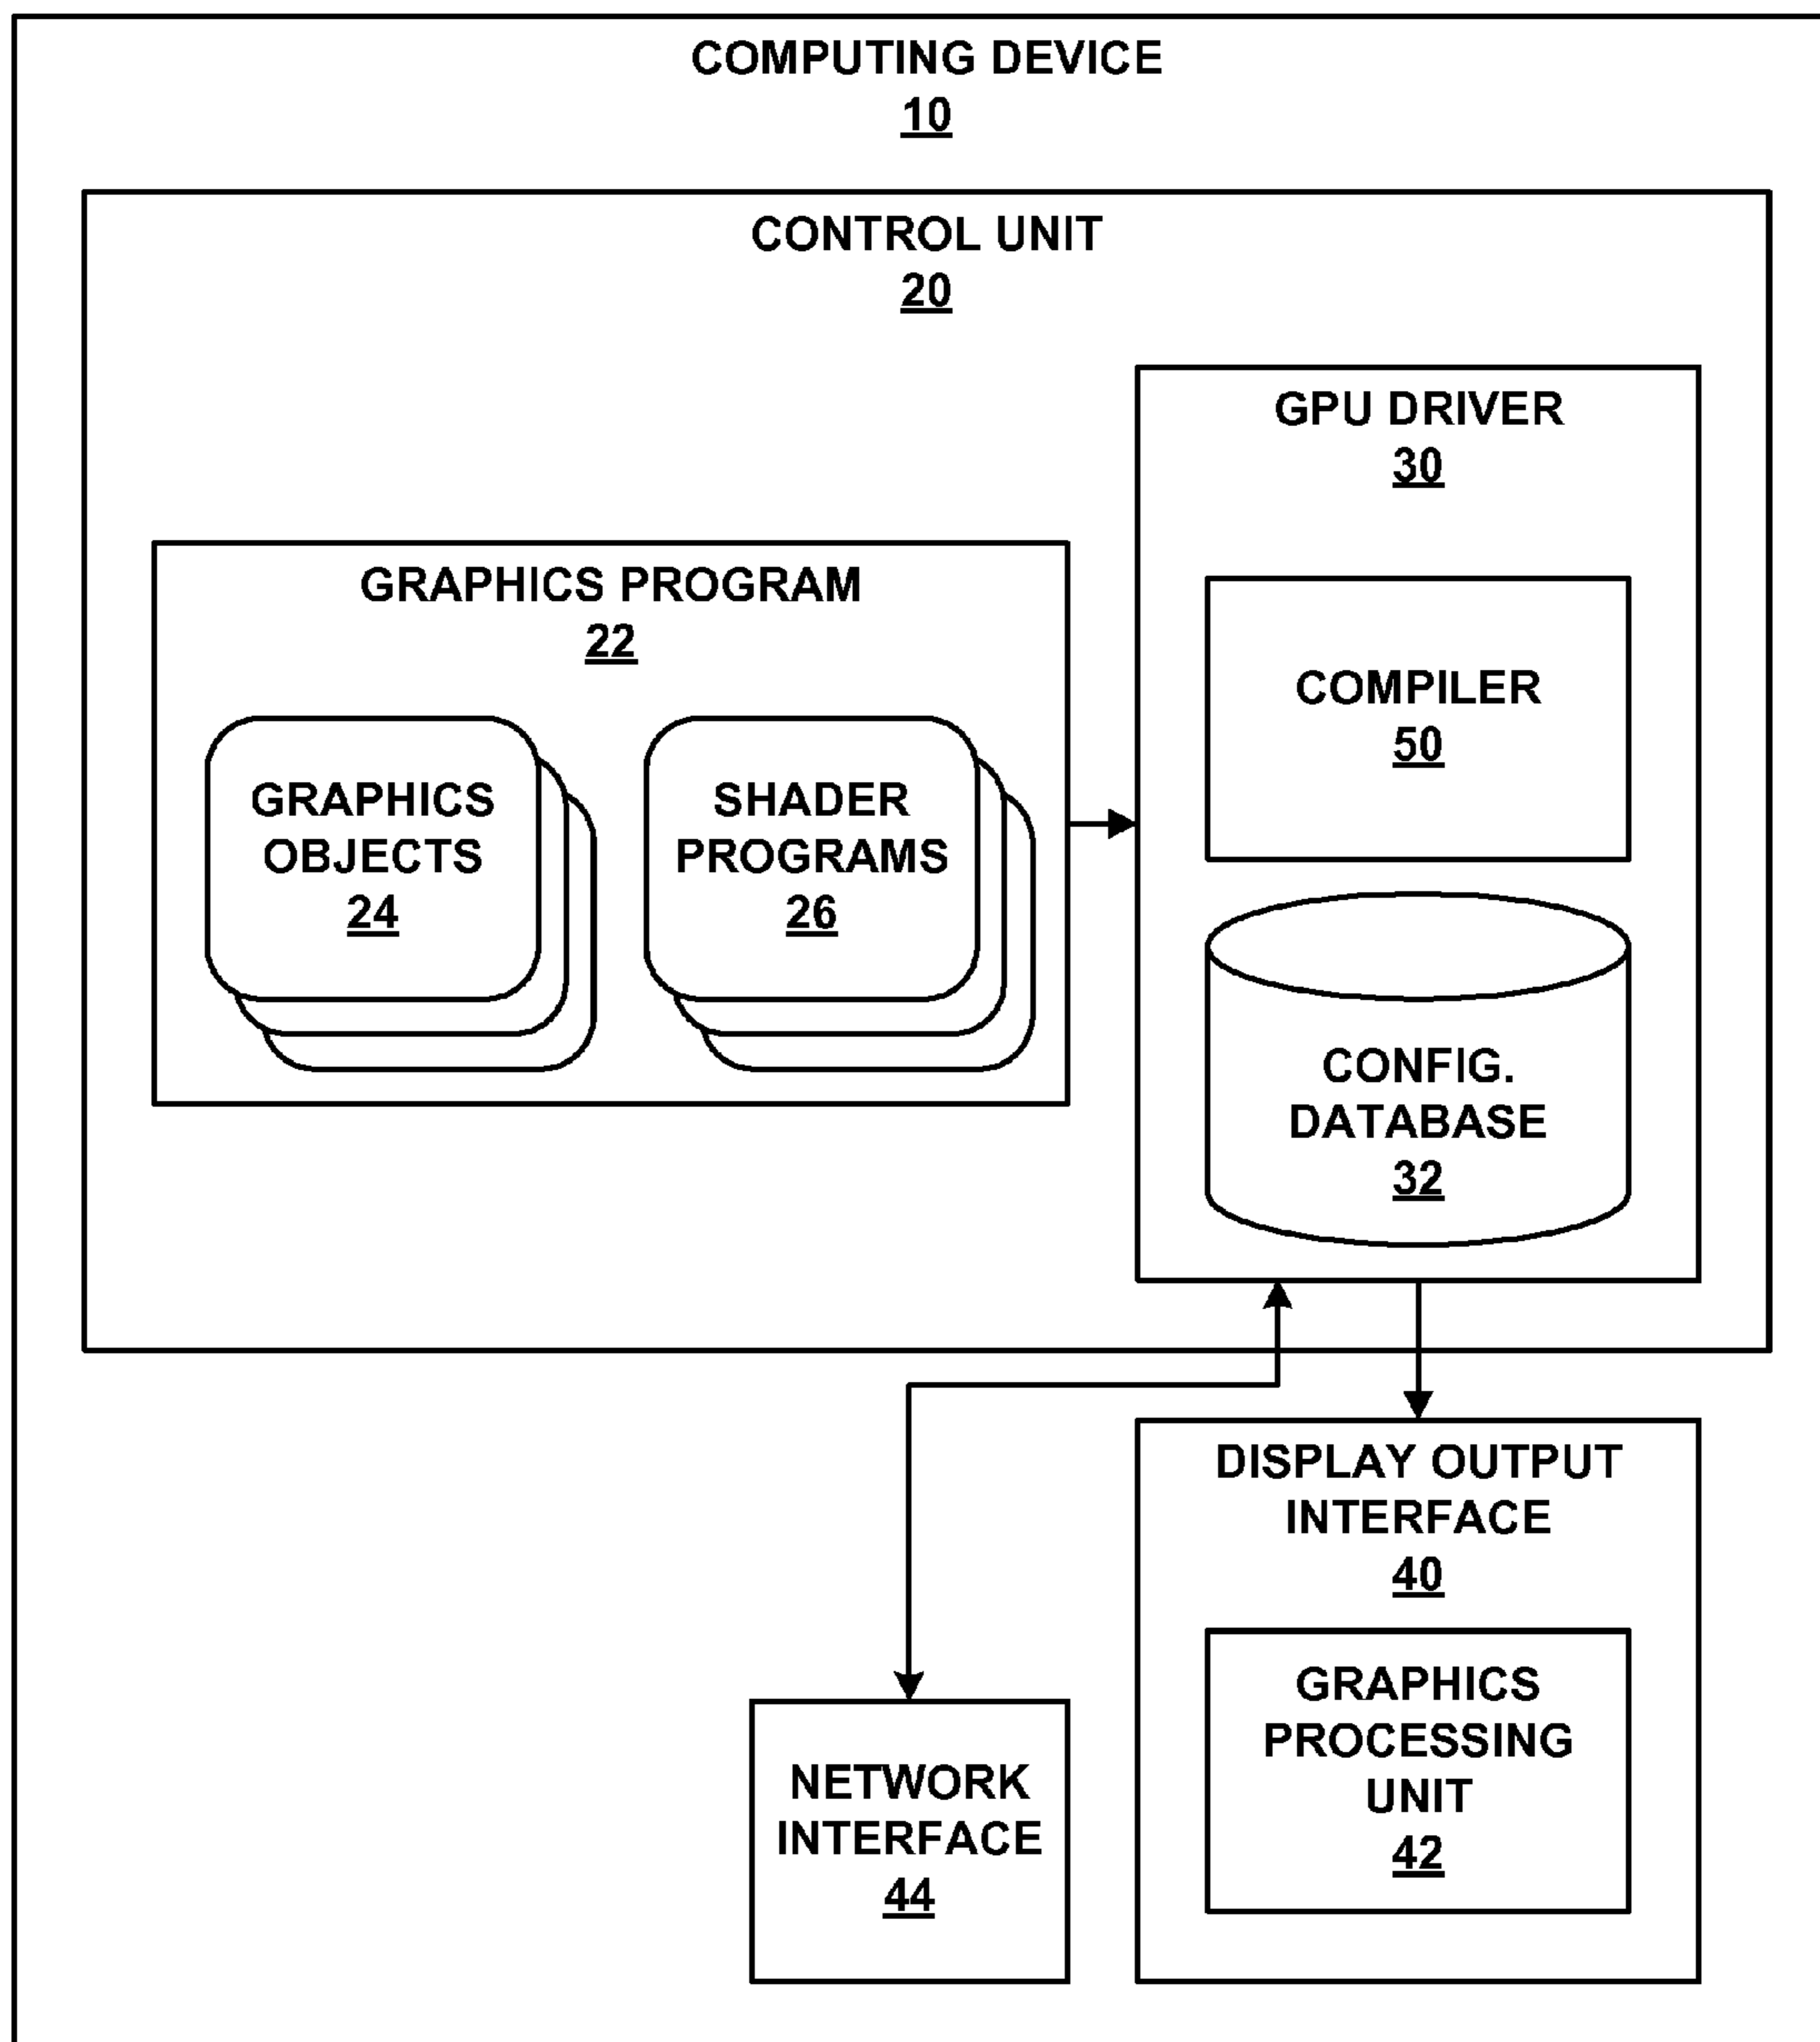 COMPUTING DEVICE
10
CONTROL UNIT
20
GPU DRIVER
30
GRAPHICS PROGRAM
22
COMPILER
50
GRAPHICS
OBJECTS
24
SHADER
PROGRAMS
26
CONFIG.
DATABASE
32
DISPLAY OUTPUT
INTERFACE
40
GRAPHICS
PROCESSING
UNIT
42
NETWORK
INTERFACE
44